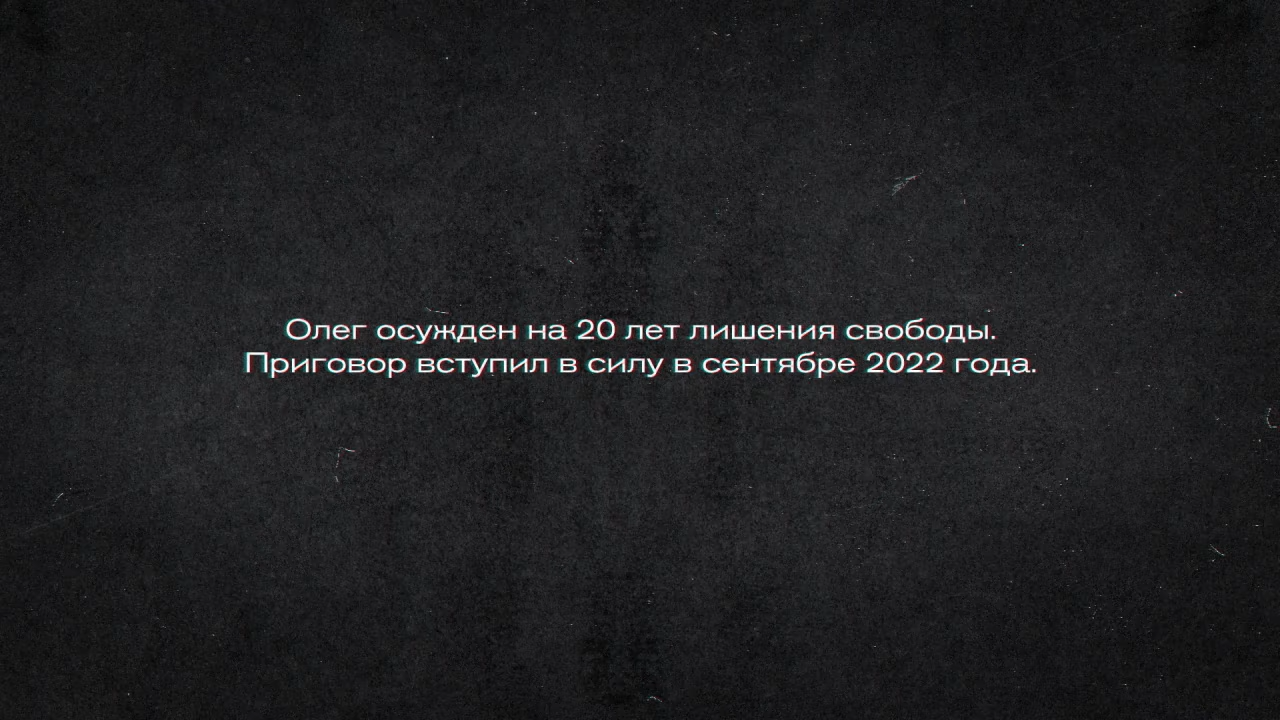 Олег осужден на 20 лет лишения свободы.
Приговор вступил в силу в сентябре 2022 года.